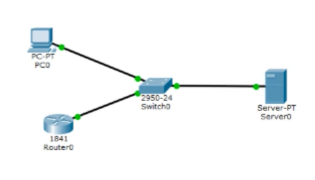 PC-PT
PC0
2950-24
Switch0
Server-PT
Server0
1841
Router0